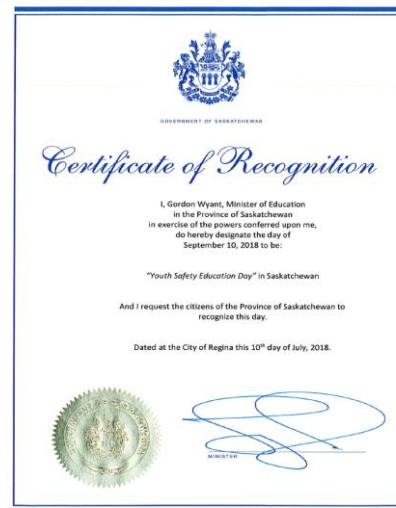 GOVERNMENT OF SASKATCHEWAN
Certificate of Recognition
I, Gordon Wyant, Minister of Education
in the Province of Saskatchewan
in exercise of the powers conferred upon me,
do hereby designate the day of
September 10, 2018 to be:
"Youth Safety Education Day" in Saskatchewan
And I request the citizens of the Province of Saskatchewan to
recognize this day.
Dated at the City of Regina this 10th day of July, 2018.
MINISTER